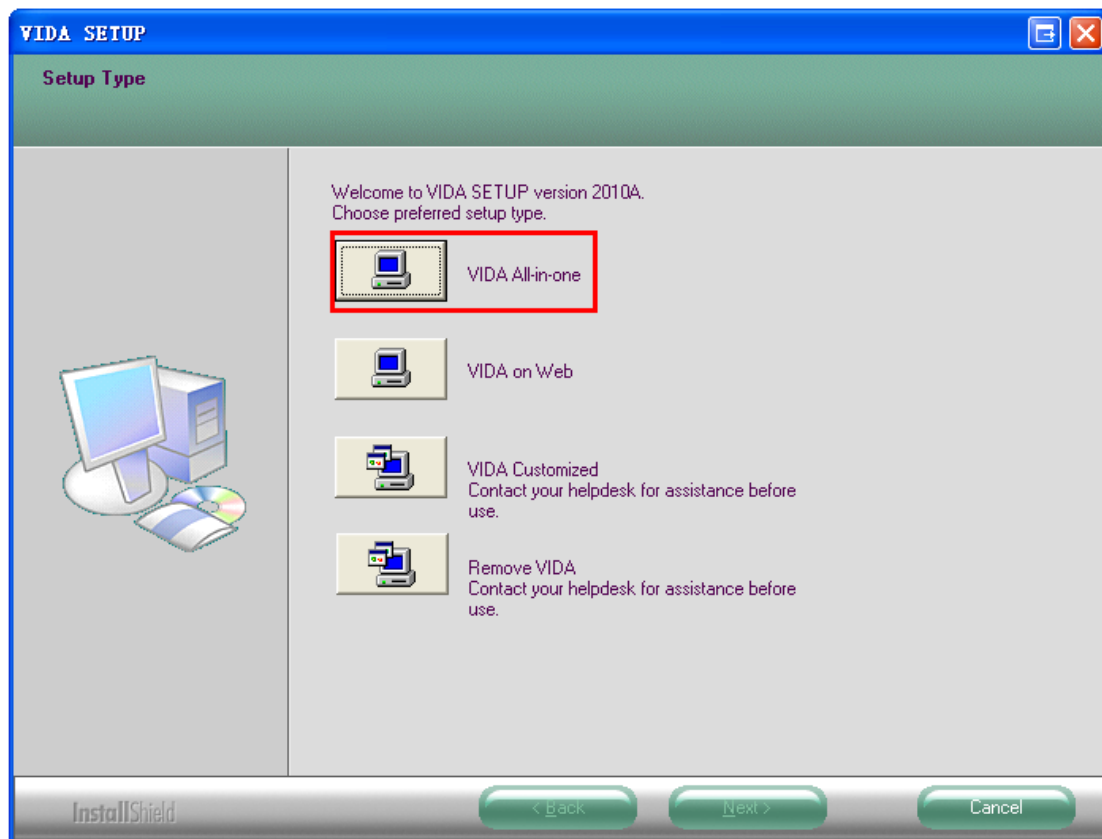 VIDA SETUP
Setup Type
Welcome to VIDA SETUP version 2010A.
Choose preferred setup type.
VIDA All-in-one
VIDA on Web
VIDA Customized
Contact your helpdesk for assistance before
use.
Remove VIDA
Contact your helpdesk for assistance before
use.
InstallShield
< Back
Next >
Cancel